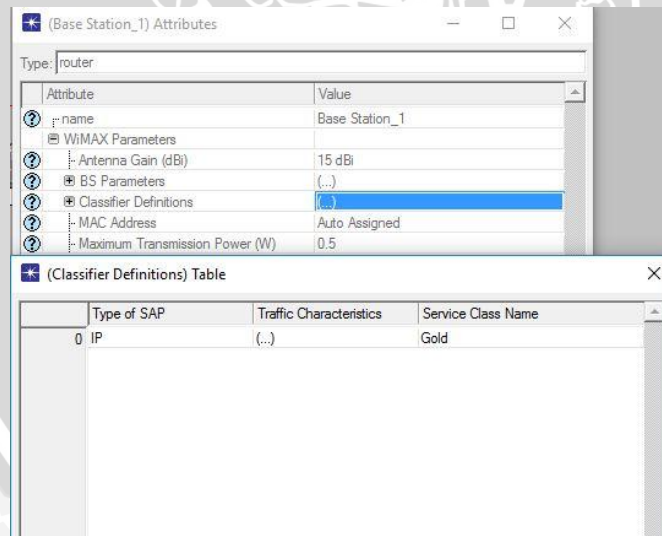 (Base Station_1) Attributes
Type: router
Attribute Value
name Base Station_1
WiMAX Parameters
Antenna Gain (dBi) 15 dBi
BS Parameters (...)
Classifier Definitions (...)
MAC Address Auto Assigned
Maximum Transmission Power (W) 0.5
(Classifier Definitions) Table
Type of SAP Traffic Characteristics Service Class Name
0 IP (...) Gold